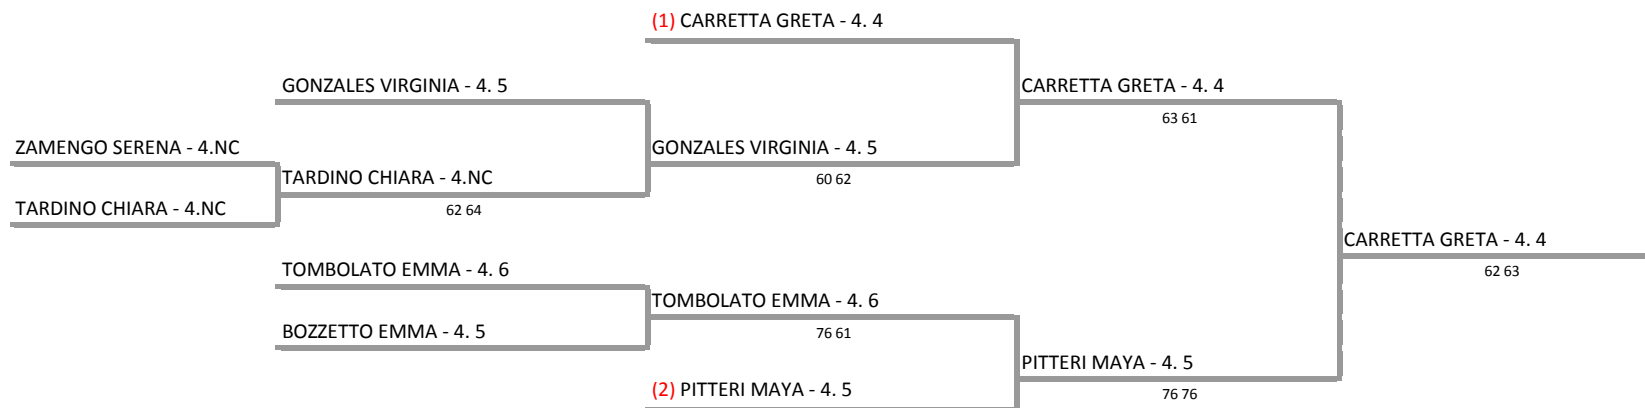 (1) CARRETTA GRETA - 4. 4
GONZALES VIRGINIA - 4. 5
CARRETTA GRETA - 4. 4
63 61
ZAMENGO SERENA - 4.NC
GONZALES VIRGINIA - 4. 5
TARDINO CHIARA - 4.NC
60 62
TARDINO CHIARA - 4.NC
62 64
CARRETTA GRETA - 4. 4
TOMBOLATO EMMA - 4. 6
62 63
TOMBOLATO EMMA - 4. 6
BOZZETTO EMMA - 4. 5
76 61
PITTERI MAYA - 4. 5
(2) PITTERI MAYA - 4. 5
76 76